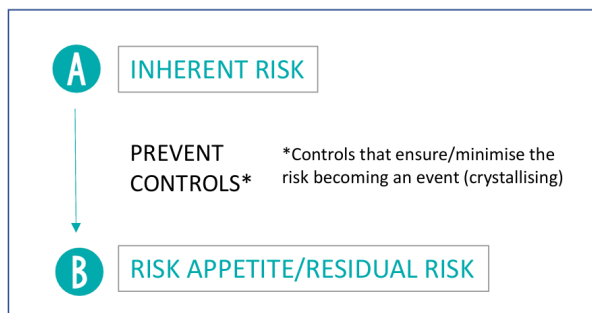 A
INHERENT RISK
PREVENT
CONTROLS*
*Controls that ensure/minimise the
risk becoming an event (crystallising)
B
RISK APPETITE/RESIDUAL RISK